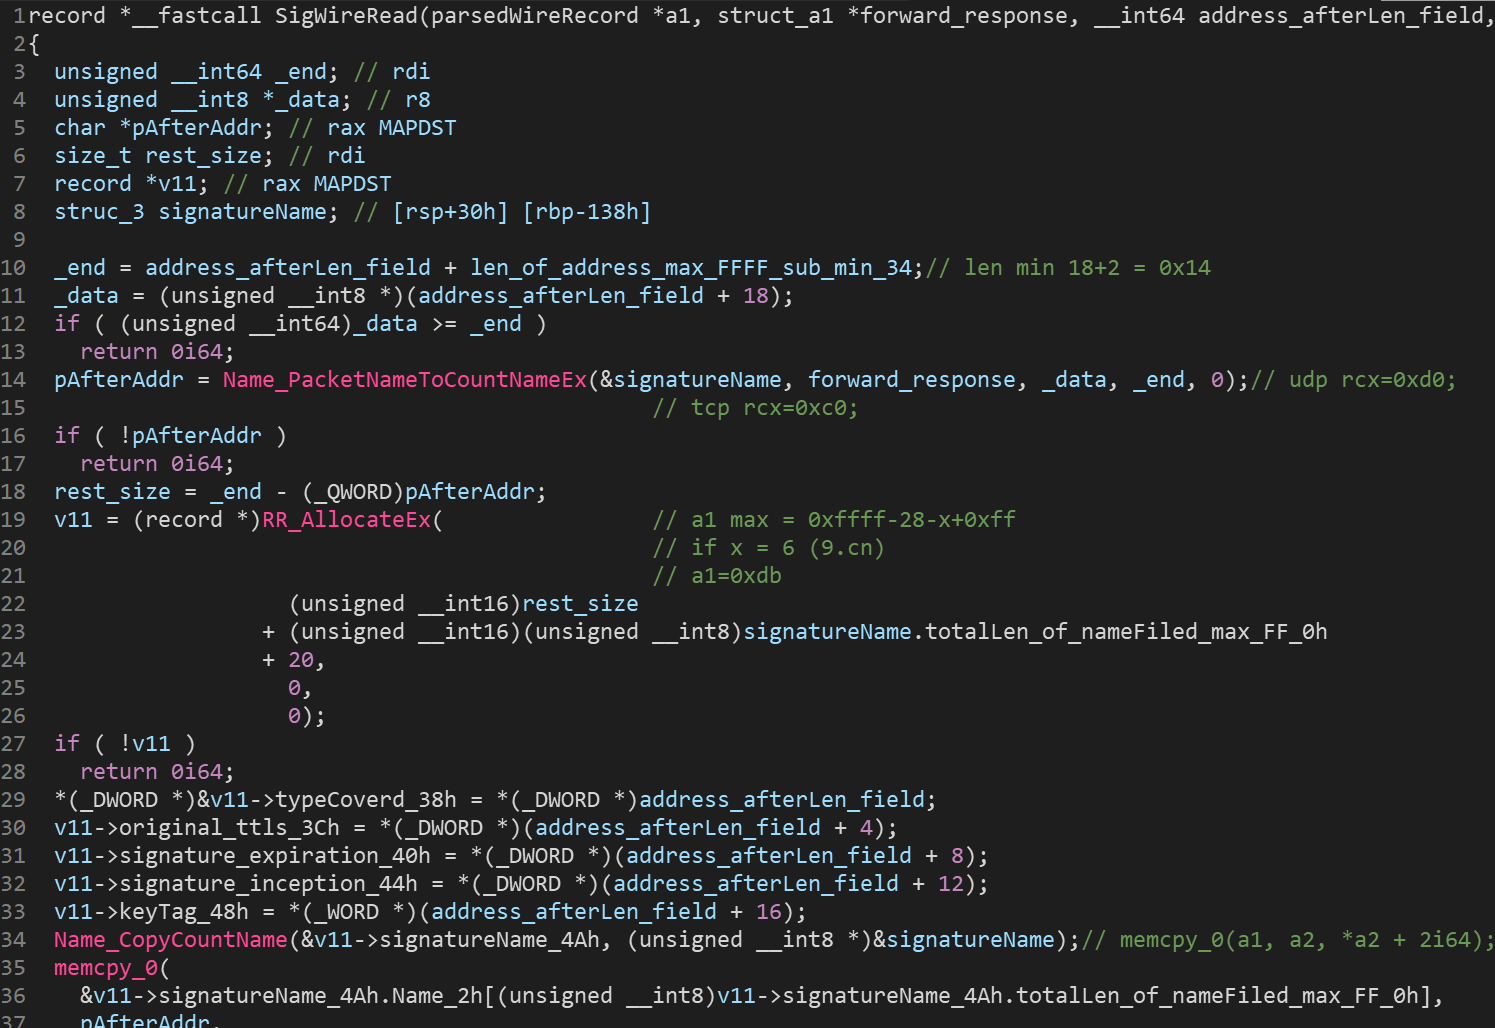 1record *__fastcall SigWireRead(parsedWireRecord *a1, struct_a1 *forward_response, __int64 address_afterLen_field,
2{
3 unsigned __int64 _end; // rdi
4 unsigned __int8 *_data; // r8
5 char *pAfterAddr; // rax MAPDST
6 size_t rest_size; // rdi
7 record *v11; // rax MAPDST
8 struc_3 signatureName; // [rsp+30h] [rbp-138h]
9
10 _end = address_afterLen_field + len_of_address_max_FFFF_sub_min_34;// len min 18+2 = 0x14
11 _data = (unsigned __int8 *)(address_afterLen_field + 18);
12 if ( (unsigned __int64)_data >= _end )
13 return 0i64;
14 pAfterAddr = Name_PacketNameToCountNameEx(&signatureName, forward_response, _data, _end, 0);// udp rcx=0xd0;
15 // tcp rcx=0xc0;
16 if ( !pAfterAddr )
17 return 0i64;
18 rest_size = _end - (_QWORD)pAfterAddr;
19 v11 = (record *)RR_AllocateEx( // a1 max = 0xffff-28-x+0xff
20 // if x = 6 (9.cn)
21 // a1=0xdb
22 (unsigned __int16)rest_size
23 + (unsigned __int16)(unsigned __int8)signatureName.totalLen_of_nameFiled_max_FF_0h
24 + 20,
25 0,
26 0);
27 if ( !v11 )
28 return 0i64;
29 *(_DWORD *)&v11->typeCoverd_38h = *(_DWORD *)address_afterLen_field;
30 v11->original_ttls_3Ch = *(_DWORD *)(address_afterLen_field + 4);
31 v11->signature_expiration_40h = *(_DWORD *)(address_afterLen_field + 8);
32 v11->signature_inception_44h = *(_DWORD *)(address_afterLen_field + 12);
33 v11->keyTag_48h = *(_WORD *)(address_afterLen_field + 16);
34 Name_CopyCountName(&v11->signatureName_4Ah, (unsigned __int8 *)&signatureName);// memcpy_0(a1, a2, *a2 + 2i64);
35 memcpy_0(
36 &v11->signatureName_4Ah.Name_2h[(unsigned __int8)v11->signatureName_4Ah.totalLen_of_nameFiled_max_FF_0h],
37 pAfterAddr,